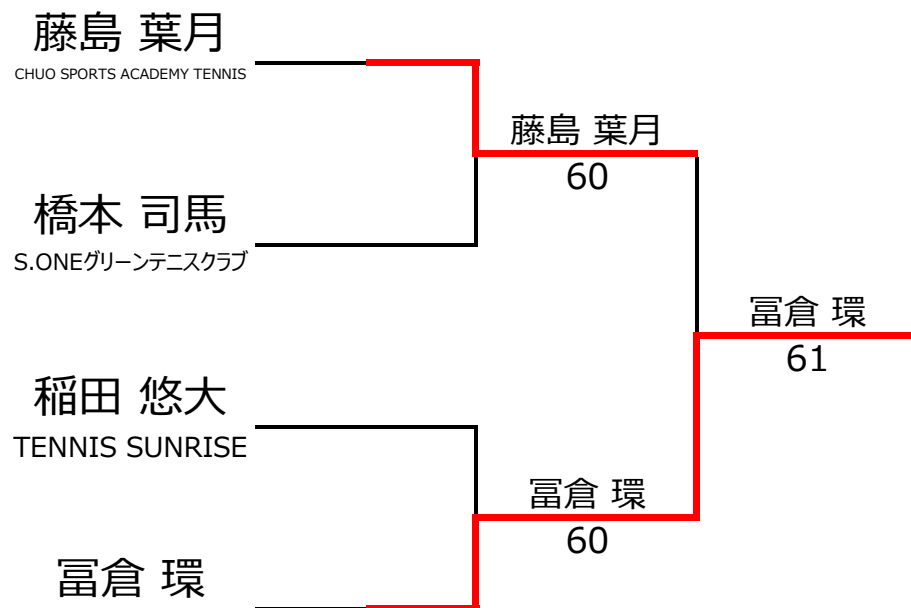 藤島 葉月
CHUO SPORTS ACADEMY TENNIS
藤島 葉月
60
橋本 司馬
S.ONEグリーンテニスクラブ
冨倉 環
61
稲田 悠大
TENNIS SUNRISE
冨倉 環
60
冨倉 環